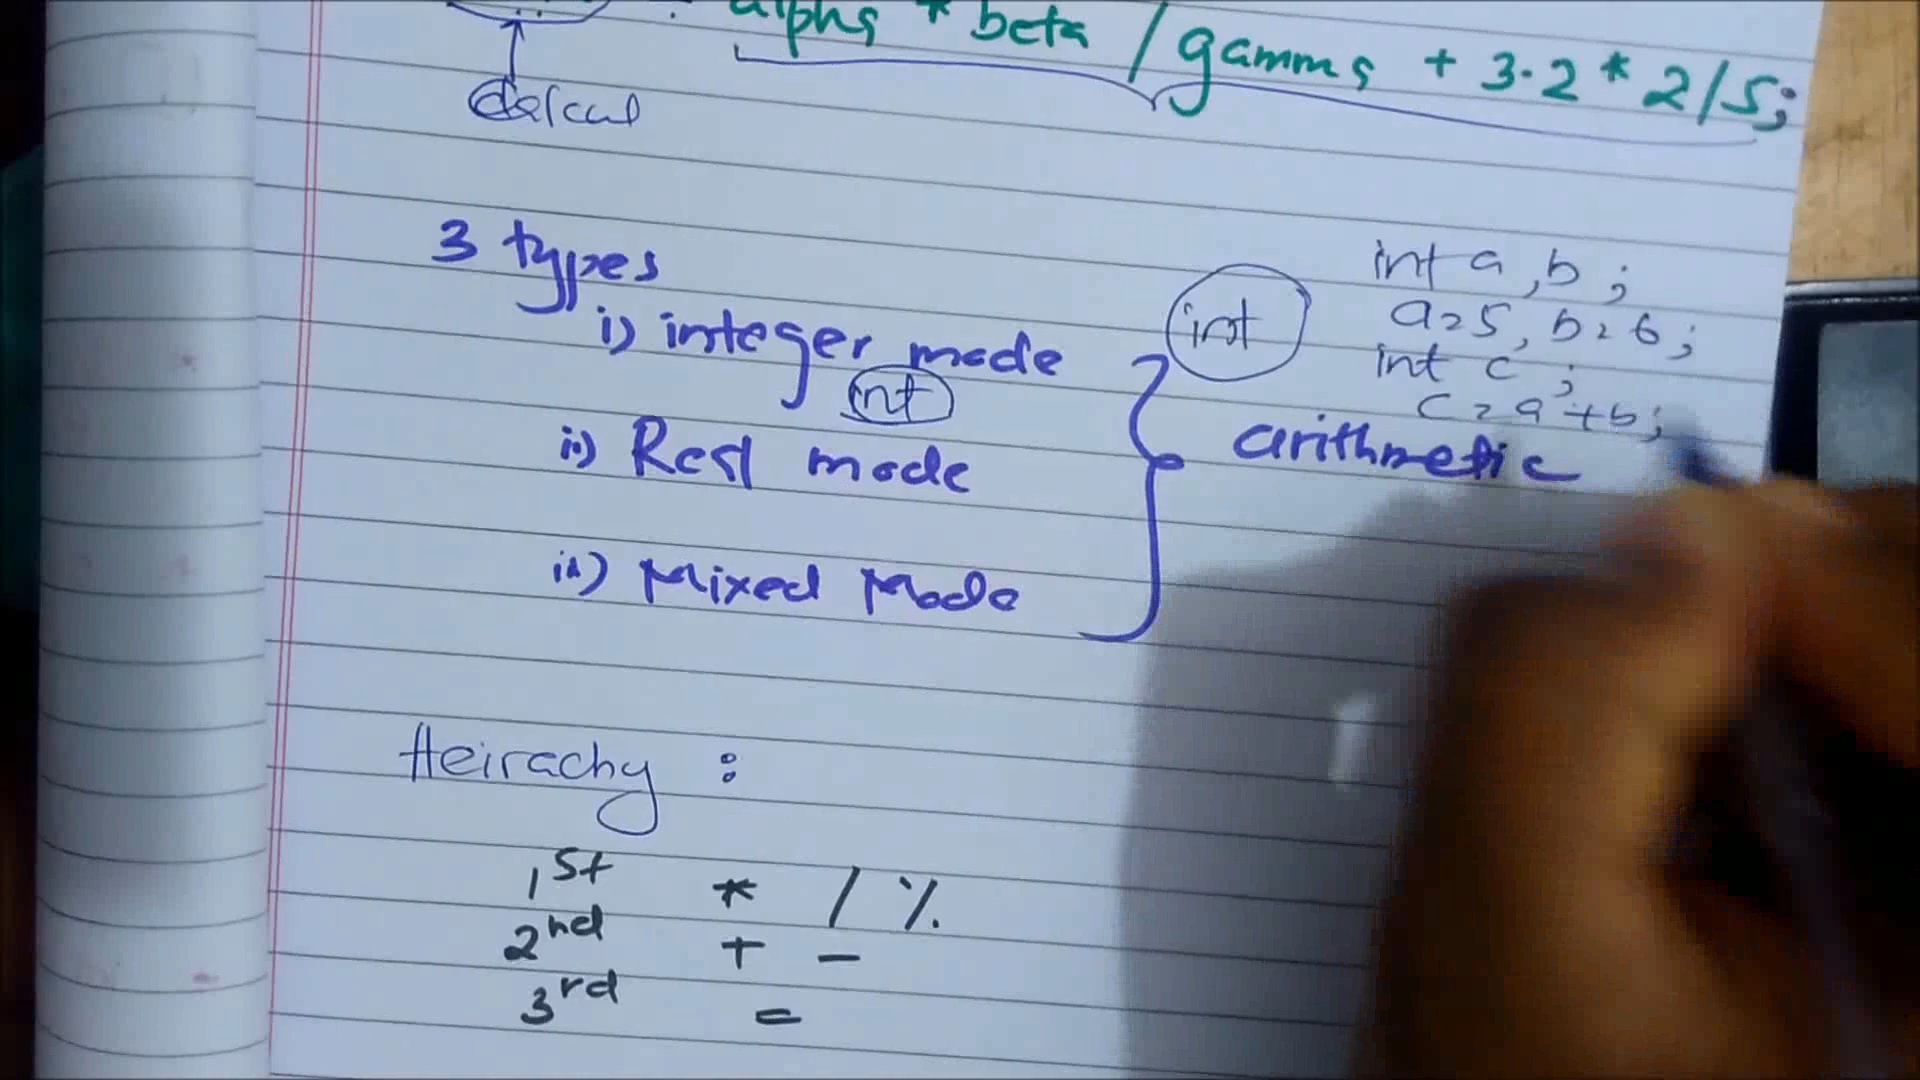 alpha * beta / gamma + 3.2 * 2/5;
3 types
i) integer mode
int
ii) Real mode
iii) Mixed Mode
int
int a, b;
a=5, b=6;
int c;
c=a+b;
arithmetic
Heirachy :
1st * / %
2nd + -
3rd =